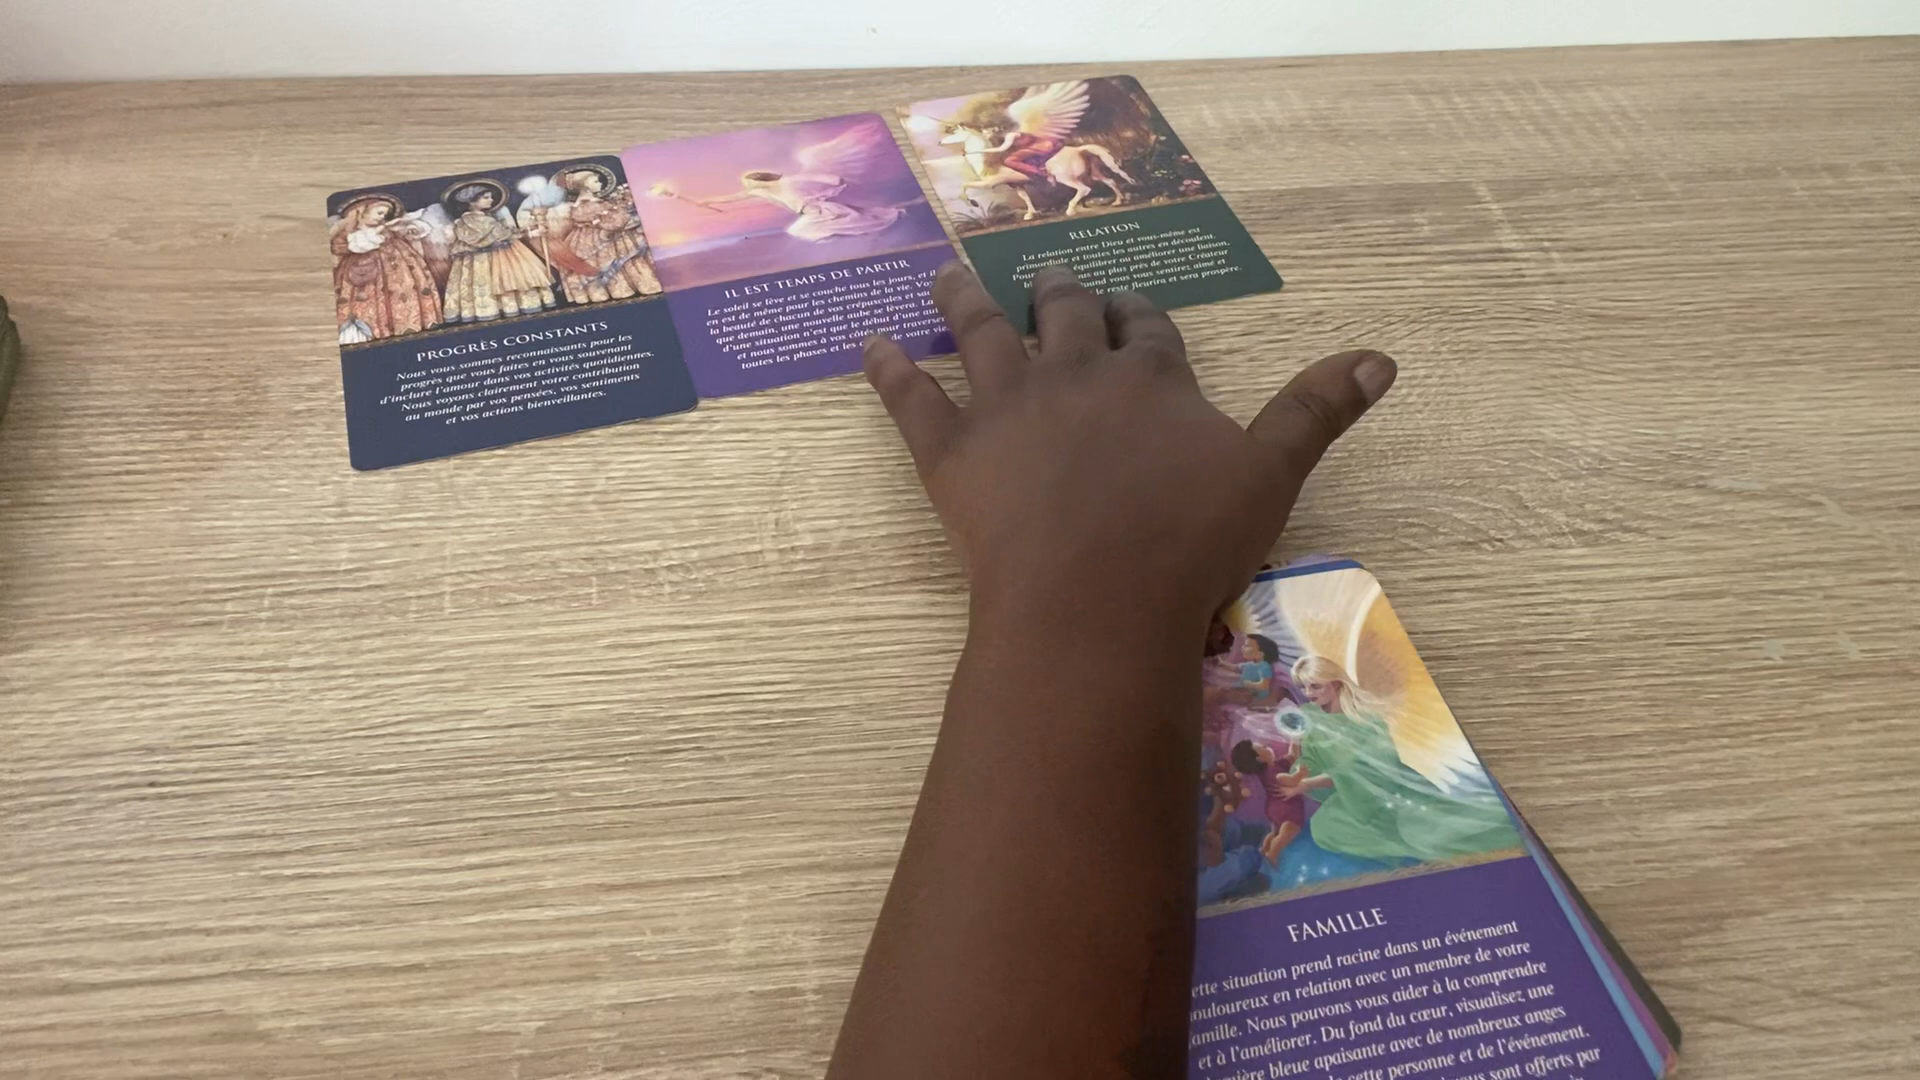 PROGRÈS CONSTANTS
Nous vous sommes reconnaissants pour les
progrès que vous faites en vous souvenant
d'inclure l'amour dans vos activités quotidiennes.
Nous voyons clairement votre contribution
au monde par vos pensées, vos sentiments
et vos actions bienveillantes.
IL EST TEMPS DE PARTIR
Le soleil se lève et se couche tous les jours, et il
en est de même pour les chemins de la vie.
la beauté de chacun de vos crépuscules et
que demain, une nouvelle aube se lèvera. La
d'une situation n'est que le début d'une
et nous sommes à vos côtés pour traverser
toutes les phases et les de votre vie
RELATION
La relation entre Dieu et vous-même est
primordiale et toutes les autres en découlent.
Pour équilibrer ou améliorer une liaison,
au plus près de votre Créateur
quand vous vous sentirez aimé et
le reste fleurira et sera prospère.
FAMILLE
situation prend racine dans un événement
en relation avec un membre de votre
Nous pouvons vous aider à la comprendre
et à l'améliorer. Du fond du cœur, visualisez une
bleue apaisante avec de nombreux anges
cette personne et de l'événement.
sont offerts par